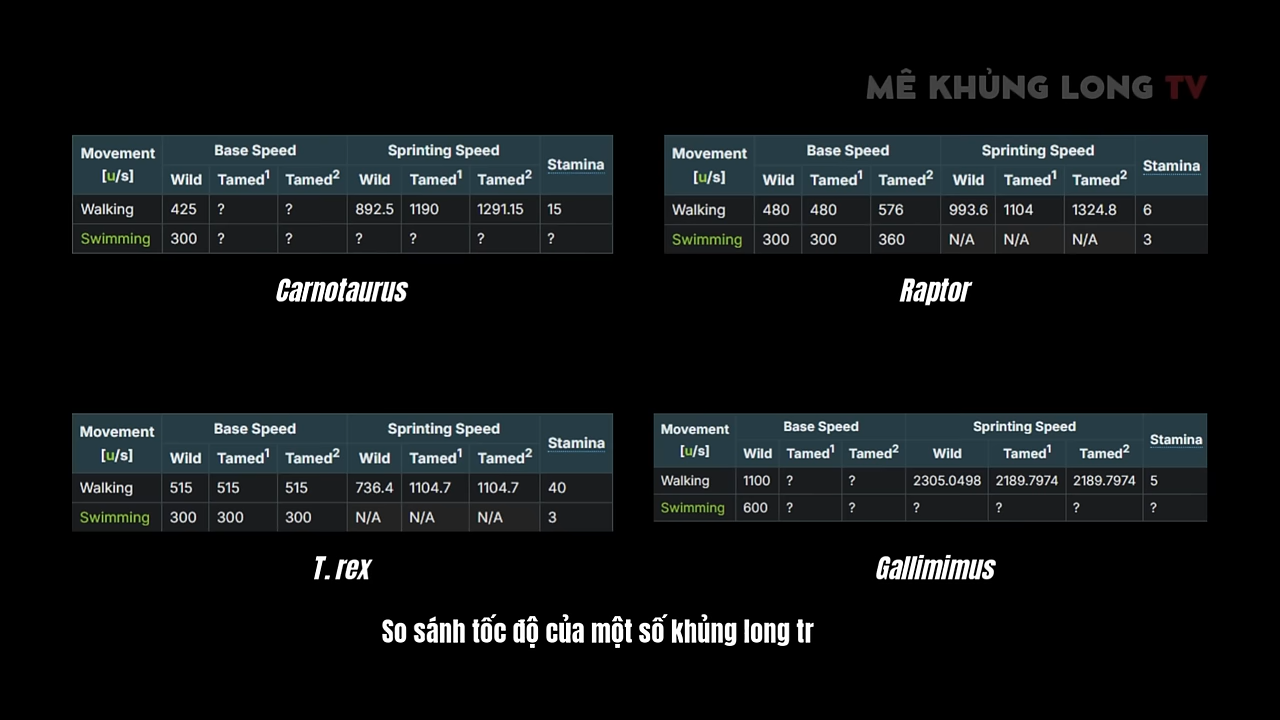 MÊ KHỦNG LONG TV
Movement [u/s] Base Speed Sprinting Speed Stamina
Wild Tamed1 Tamed2 Wild Tamed1 Tamed2
Walking 425 ? ? 892.5 1190 1291.15 15
Swimming 300 ? ? ? ? ? ?
Carnotaurus
Movement [u/s] Base Speed Sprinting Speed Stamina
Wild Tamed1 Tamed2 Wild Tamed1 Tamed2
Walking 480 480 576 993.6 1104 1324.8 6
Swimming 300 300 360 N/A N/A N/A 3
Raptor
Movement [u/s] Base Speed Sprinting Speed Stamina
Wild Tamed1 Tamed2 Wild Tamed1 Tamed2
Walking 515 515 515 736.4 1104.7 1104.7 40
Swimming 300 300 300 N/A N/A N/A 3
T. rex
Movement [u/s] Base Speed Sprinting Speed Stamina
Wild Tamed1 Tamed2 Wild Tamed1 Tamed2
Walking 1100 ? ? 2305.0498 2189.7974 2189.7974 5
Swimming 600 ? ? ? ? ? ?
Gallimimus
So sánh tốc độ của một số khủng long tr